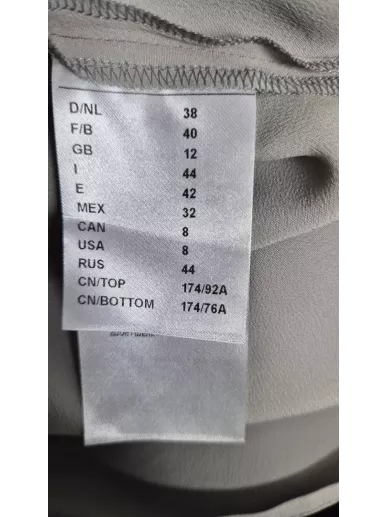 D/NL 38
F/B 40
GB 12
I 44
E 42
MEX 32
CAN 8
USA 8
RUS 44
CN/TOP 174/92A
CN/BOTTOM 174/76A